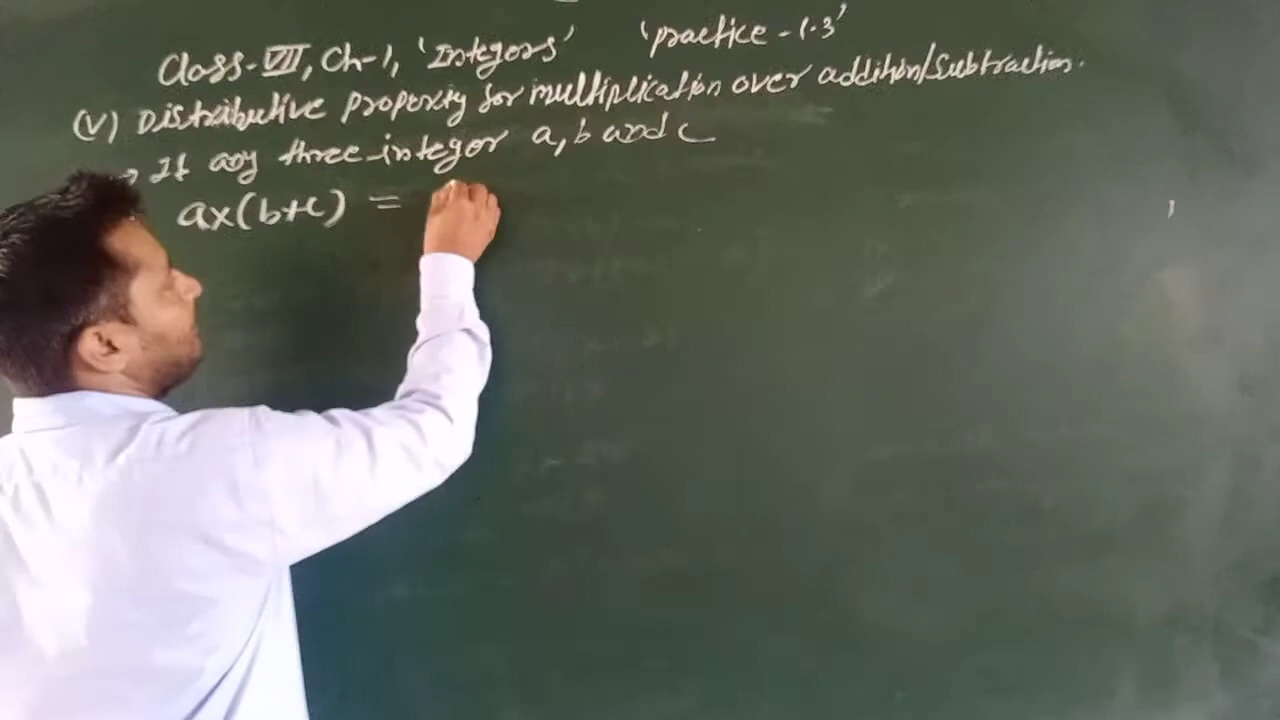 Class-VII, Ch-1, 'Integers' 'practice-1.3'
(V) Distributive property for multiplication over addition/Subtraction.
→ If any three integer a, b and c
a×(b+c) =